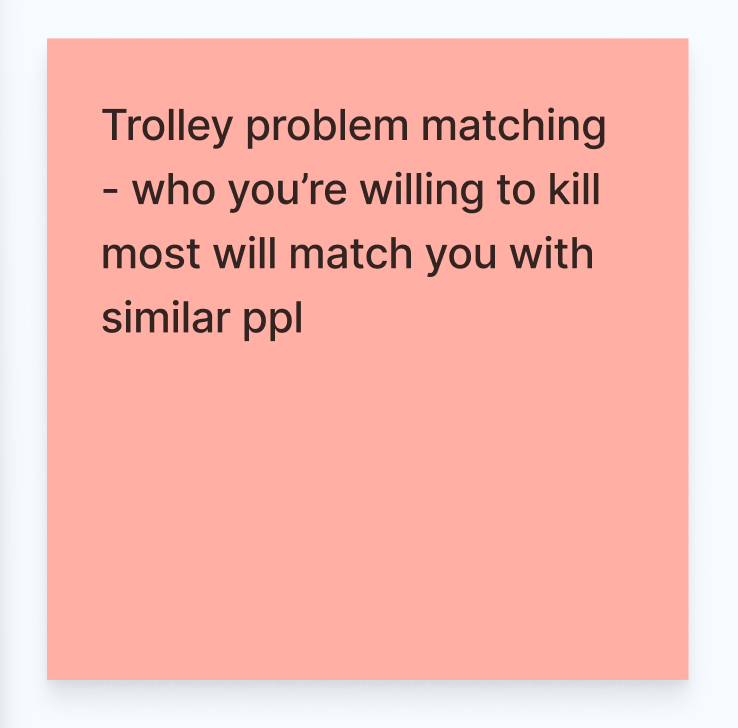 Trolley problem matching
- who you’re willing to kill
most will match you with
similar ppl